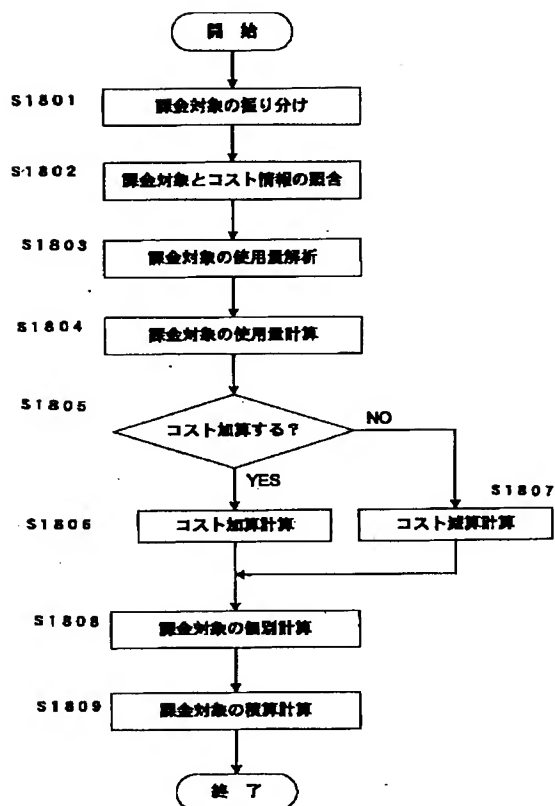 開 始
S1801
課金対象の振り分け
S1802
課金対象とコスト情報の照合
S1803
課金対象の使用量解析
S1804
課金対象の使用量計算
S1805
コスト加算する?
NO
YES
S1807
S1806
コスト加算計算
コスト減算計算
S1808
課金対象の個別計算
S1809
課金対象の積算計算
終 了